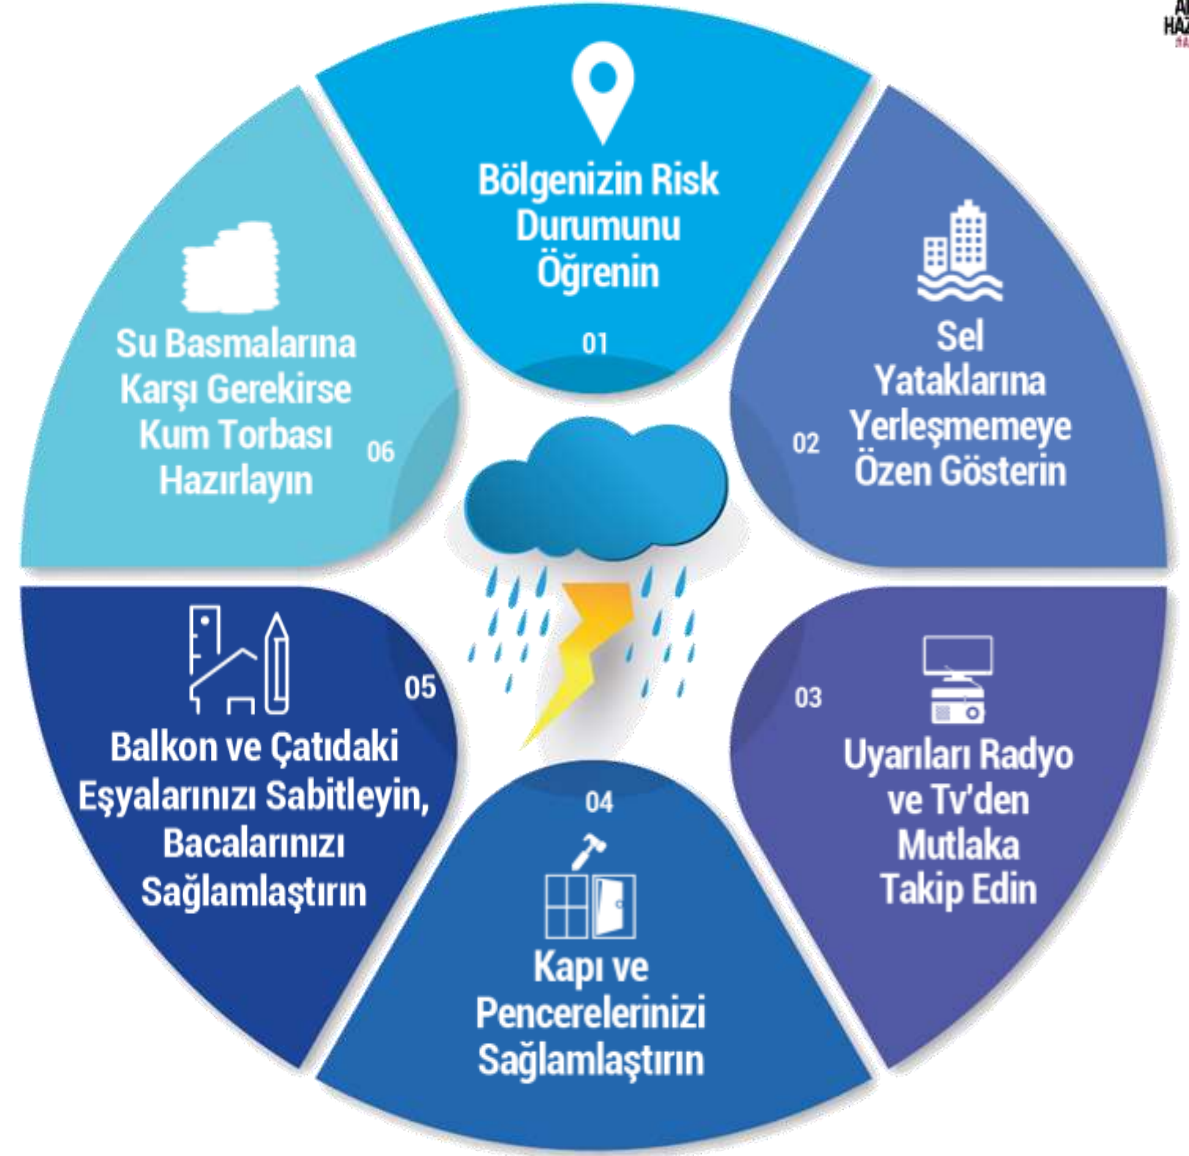 Bölgenizin Risk
Durumunu
Öğrenin
01
Sel
Yataklarına
Yerleşmemeye
Özen Gösterin
02
03
Uyarıları Radyo
ve Tv'den
Mutlaka
Takip Edin
04
Kapı ve
Pencerelerinizi
Sağlamlaştırın
05
Balkon ve Çatıdaki
Eşyalarınızı Sabitleyin,
Bacalarınızı
Sağlamlaştırın
Su Basmalarına
Karşı Gerekirse
Kum Torbası
Hazırlayın
06